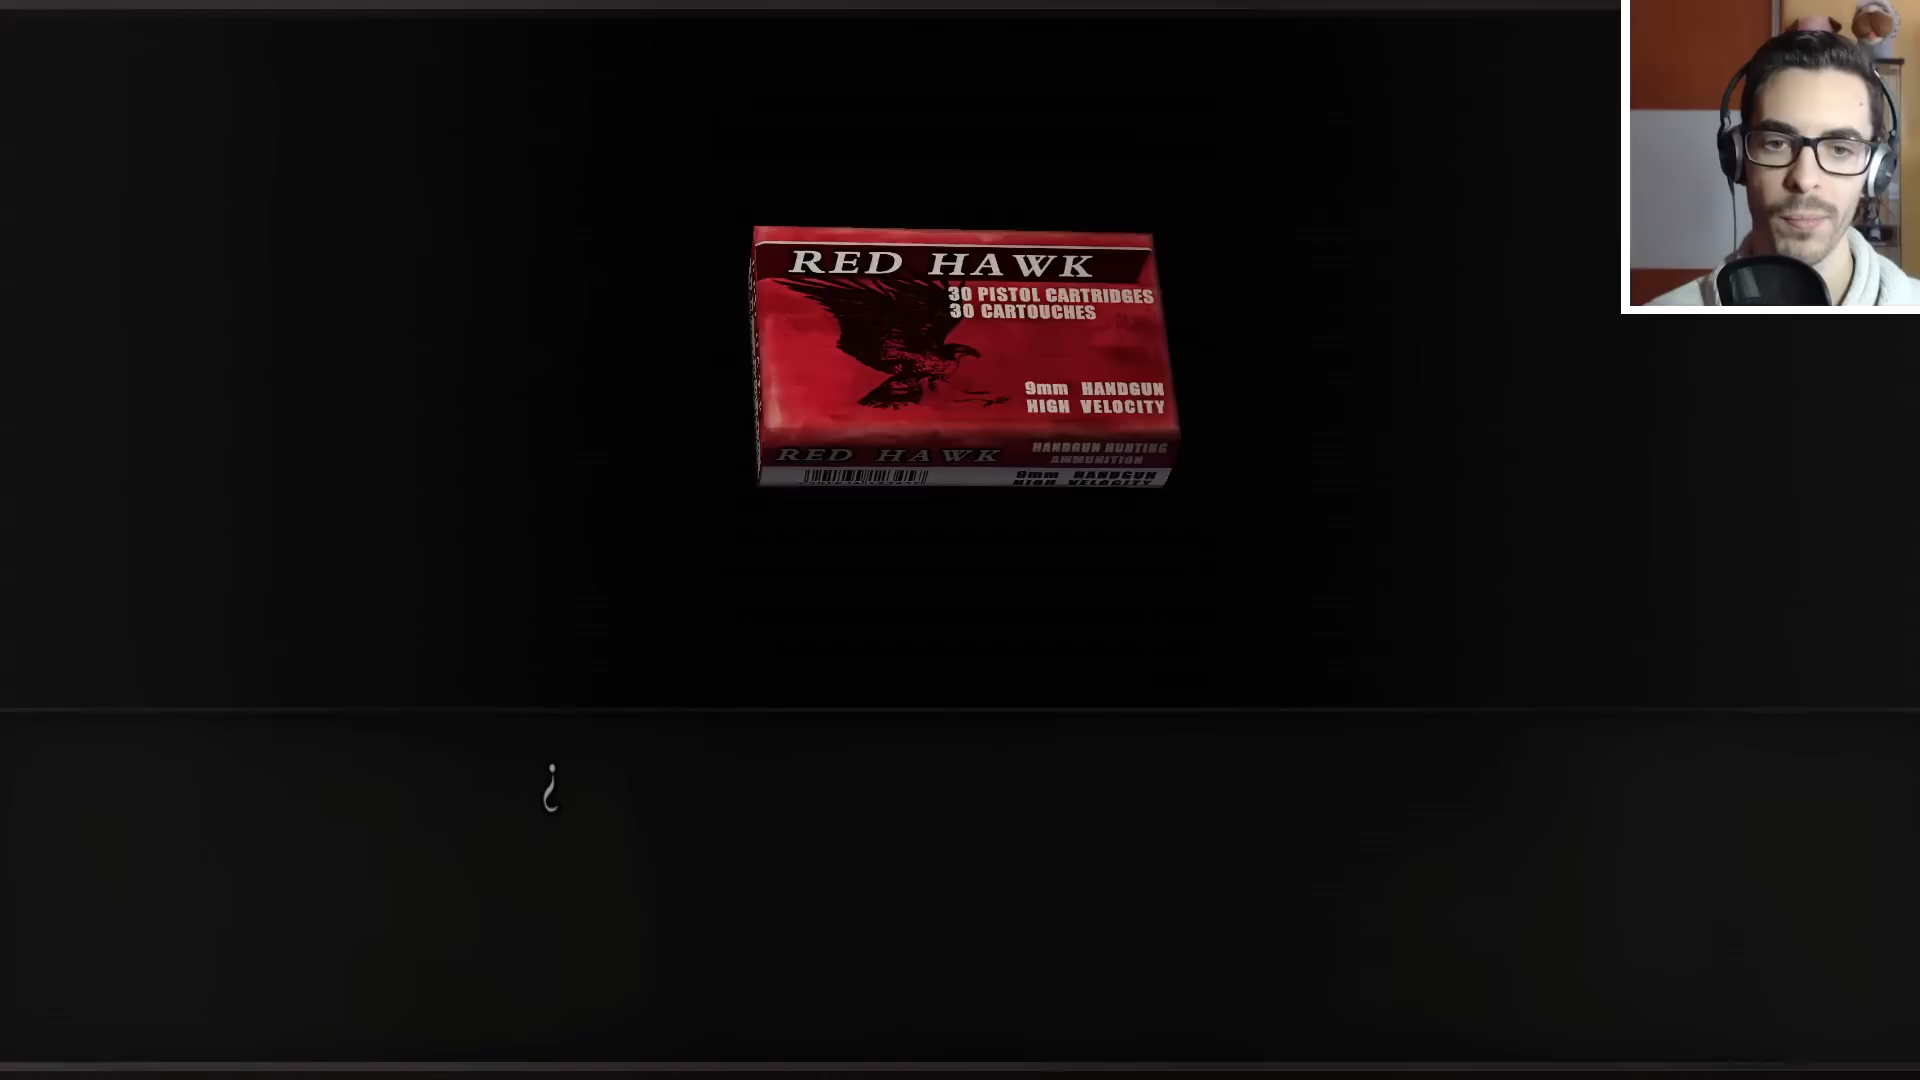 RED HAWK
30 PISTOL CARTRIDGES
30 CARTOUCHES
9mm HANDGUN
HIGH VELOCITY
RED HAWK
HANDGUN HUNTING
AMMUNITION
9mm HANDGUN
HIGH VELOCITY
¿